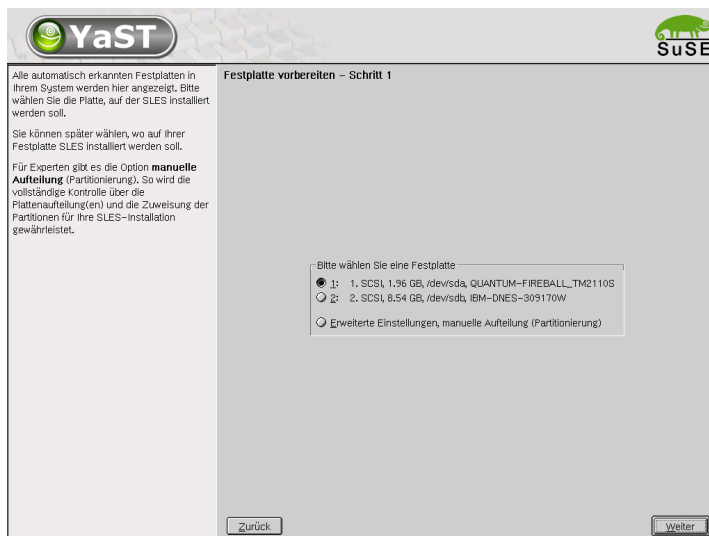 YaST
SuSE
Alle automatisch erkannten Festplatten in
Ihrem System werden hier angezeigt. Bitte
wählen Sie die Platte, auf der SLES installiert
werden soll.
Sie können später wählen, wo auf Ihrer
Festplatte SLES installiert werden soll.
Für Experten gibt es die Option manuelle
Aufteilung (Partitionierung). So wird die
vollständige Kontrolle über die
Plattenaufteilung(en) und die Zuweisung der
Partitionen für Ihre SLES-Installation
gewährleistet.
Festplatte vorbereiten – Schritt 1
Bitte wählen Sie eine Festplatte
1: 1. SCSI, 1.96 GB, /dev/sda, QUANTUM-FIREBALL_TM2110S
2: 2. SCSI, 8.54 GB, /dev/sdb, IBM-DNES-309170W
Erweiterte Einstellungen, manuelle Aufteilung (Partitionierung)
Zurück
Weiter